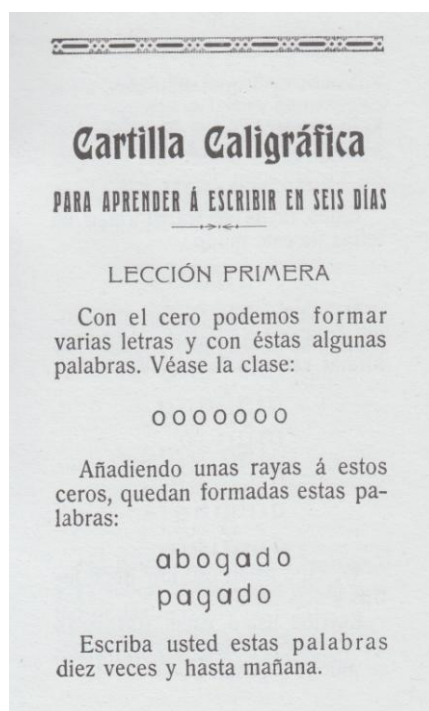 Cartilla Caligráfica
PARA APRENDER Á ESCRIBIR EN SEIS DÍAS
LECCIÓN PRIMERA
Con el cero podemos formar
varias letras y con éstas algunas
palabras. Véase la clase:
ooooooo
Añadiendo unas rayas á estos
ceros, quedan formadas estas pa-
labras:
abogado
pagado
Escriba usted estas palabras
diez veces y hasta mañana.